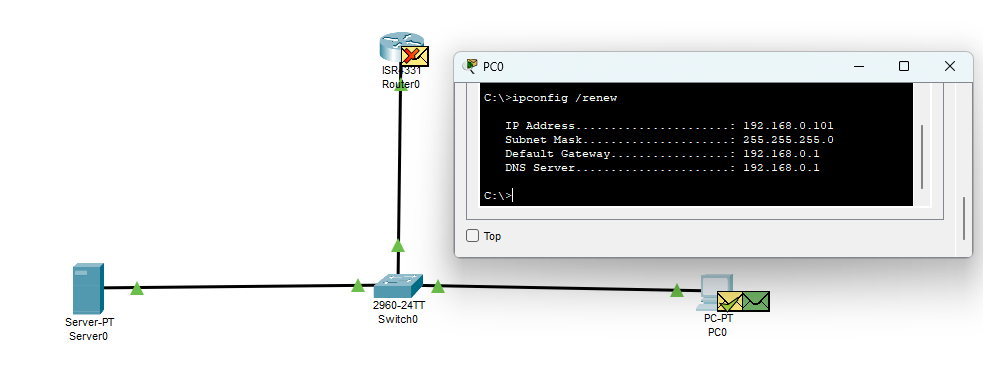 ISR4331
Router0
PC0
C:\>ipconfig /renew
IP Address......................: 192.168.0.101
Subnet Mask.....................: 255.255.255.0
Default Gateway.................: 192.168.0.1
DNS Server......................: 192.168.0.1
C:\>
Top
Server-PT
Server0
2960-24TT
Switch0
PC-PT
PC0